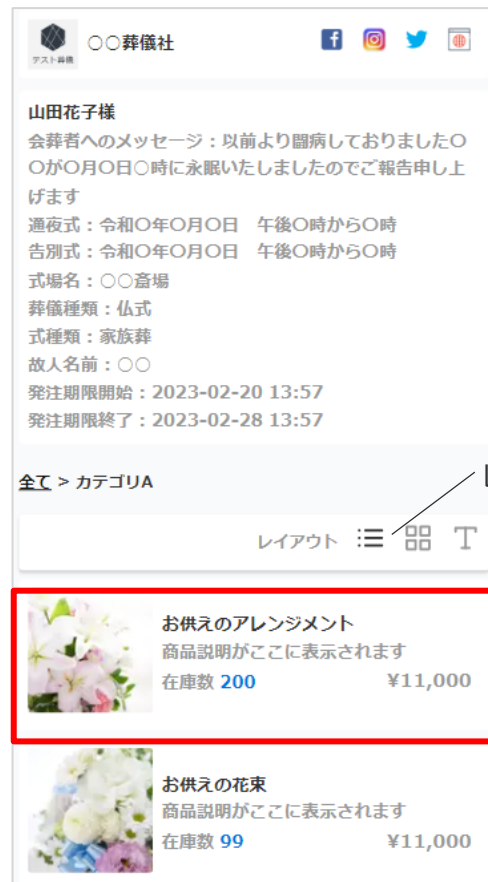 テスト葬儀
○○葬儀社
山田花子様
会葬者へのメッセージ：以前より闘病しておりました○
○が○月○日○時に永眠いたしましたのでご報告申し上
げます
通夜式：令和○年○月○日　午後○時から○時
告別式：令和○年○月○日　午後○時から○時
式場名：○○斎場
葬儀種類：仏式
式種類：家族葬
故人名前：○○
発注期限開始：2023-02-20 13:57
発注期限終了：2023-02-28 13:57
全て > カテゴリA
レイアウト
お供えのアレンジメント
商品説明がここに表示されます
在庫数 200 ¥11,000
お供えの花束
商品説明がここに表示されます
在庫数 99 ¥11,000